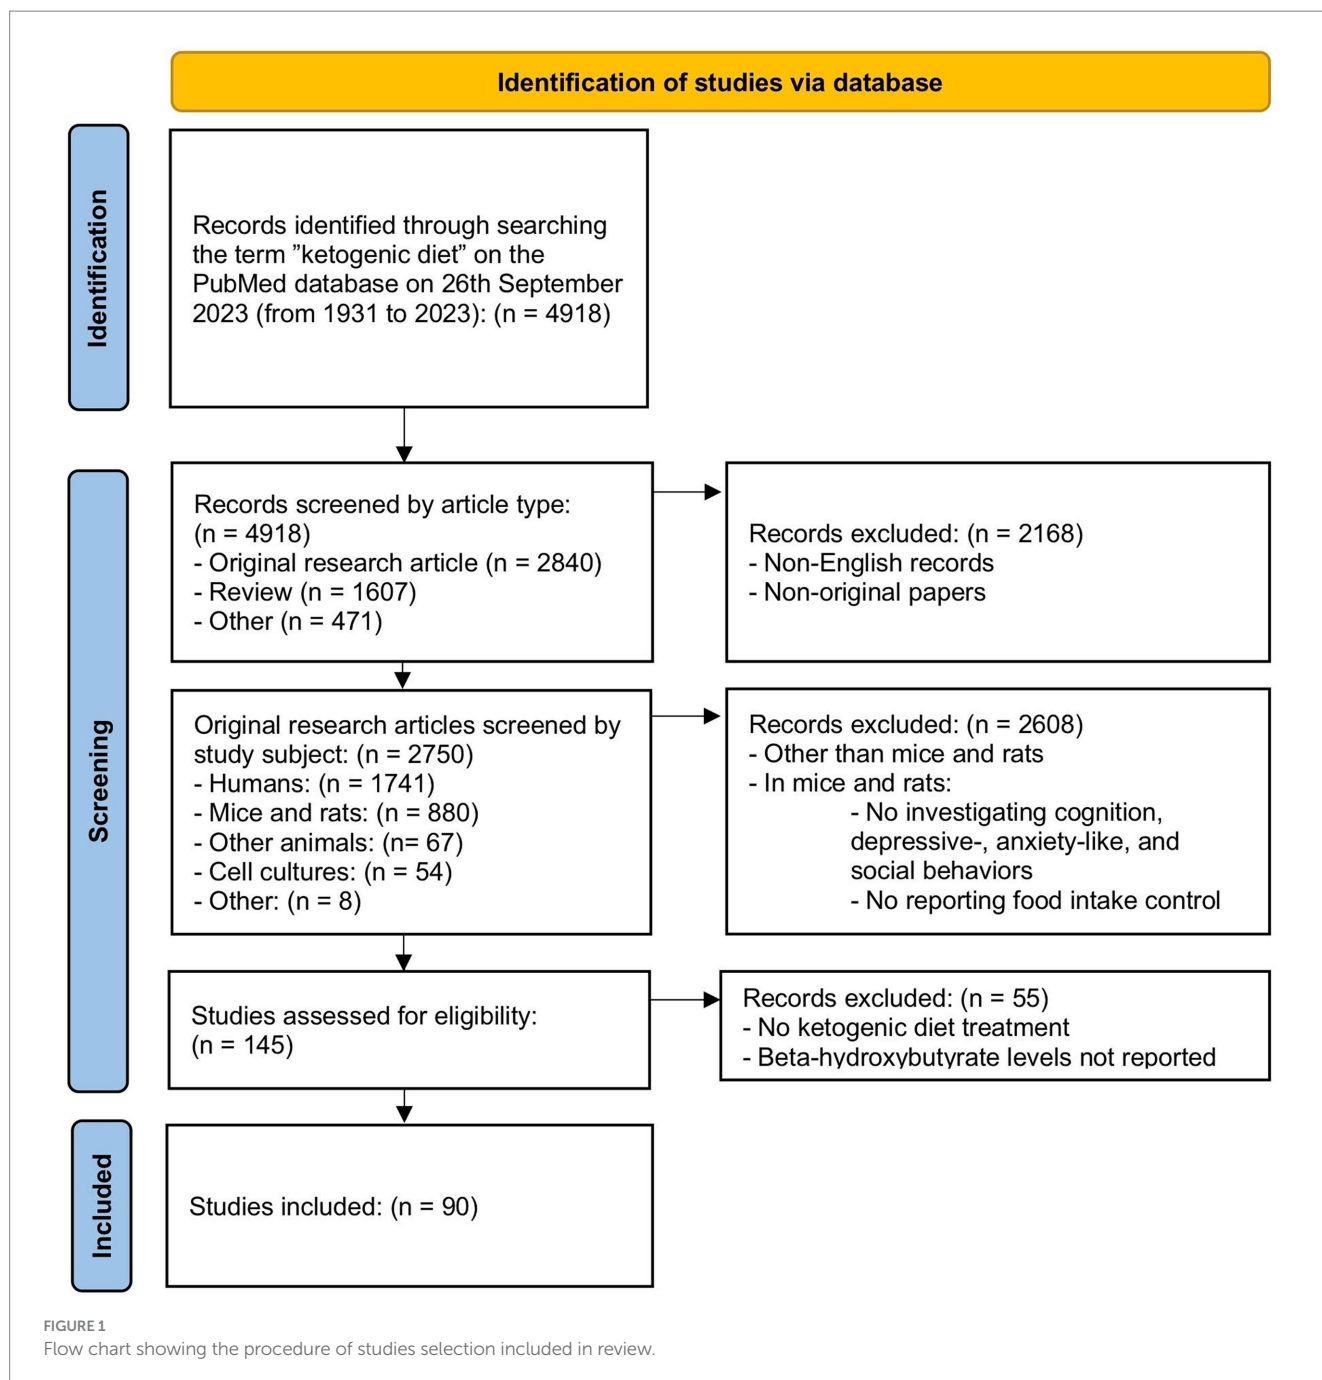 Identification of studies via database
Identification
Records identified through searching
the term ”ketogenic diet” on the
PubMed database on 26th September
2023 (from 1931 to 2023): (n = 4918)
Screening
Records screened by article type:
(n = 4918)
- Original research article (n = 2840)
- Review (n = 1607)
- Other (n = 471)
Records excluded: (n = 2168)
- Non-English records
- Non-original papers
Original research articles screened by
study subject: (n = 2750)
- Humans: (n = 1741)
- Mice and rats: (n = 880)
- Other animals: (n= 67)
- Cell cultures: (n = 54)
- Other: (n = 8)
Records excluded: (n = 2608)
- Other than mice and rats
- In mice and rats:
- No investigating cognition,
depressive-, anxiety-like, and
social behaviors
- No reporting food intake control
Studies assessed for eligibility:
(n = 145)
Records excluded: (n = 55)
- No ketogenic diet treatment
- Beta-hydroxybutyrate levels not reported
Included
Studies included: (n = 90)
FIGURE 1
Flow chart showing the procedure of studies selection included in review.